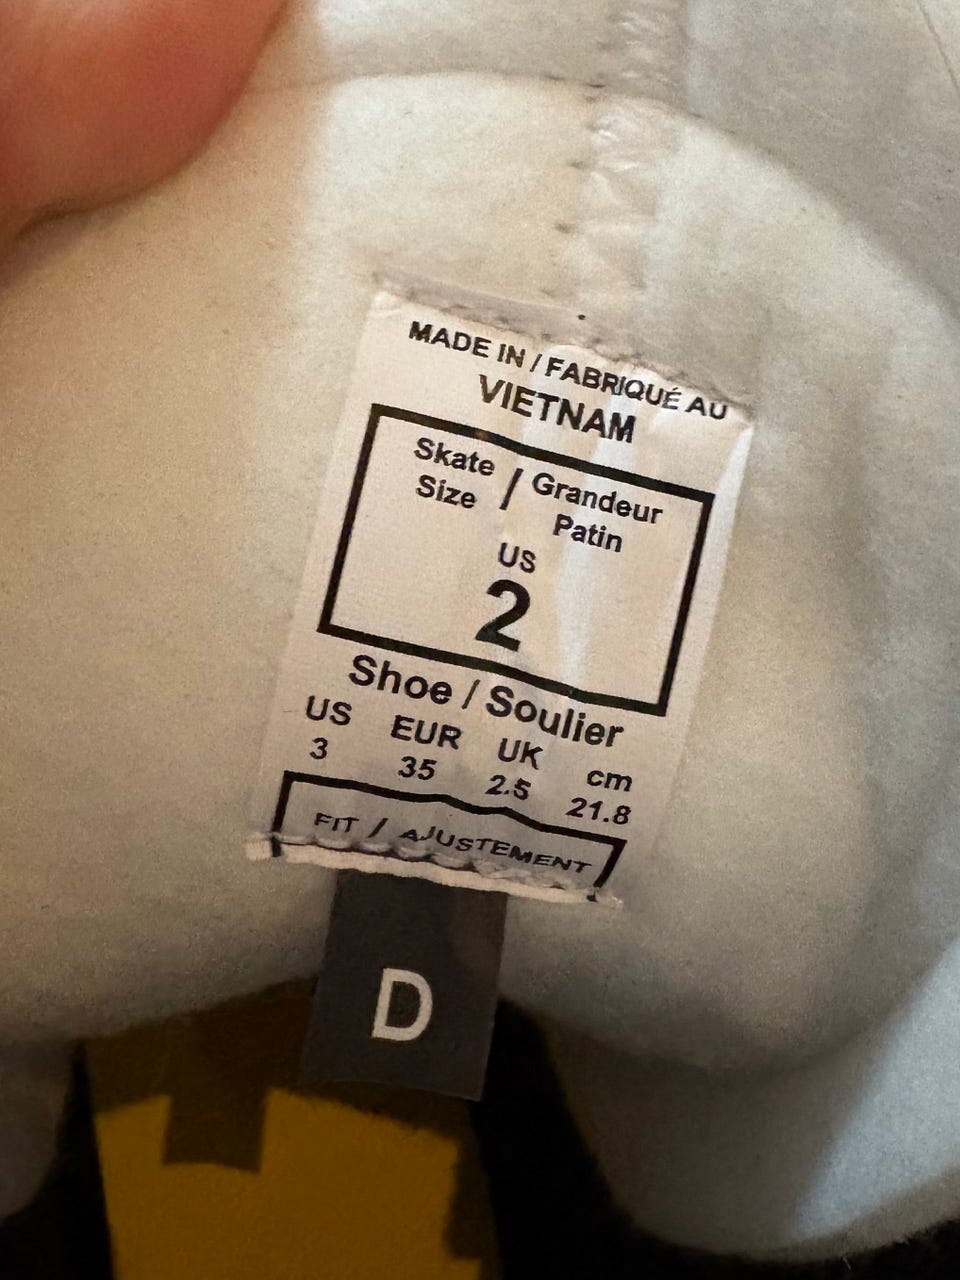 MADE IN / FABRIQUÉ AU
VIETNAM
Skate Size / Grandeur Patin
US
2
Shoe / Soulier
US EUR UK cm
3 35 2.5 21.8
FIT / AJUSTEMENT
D